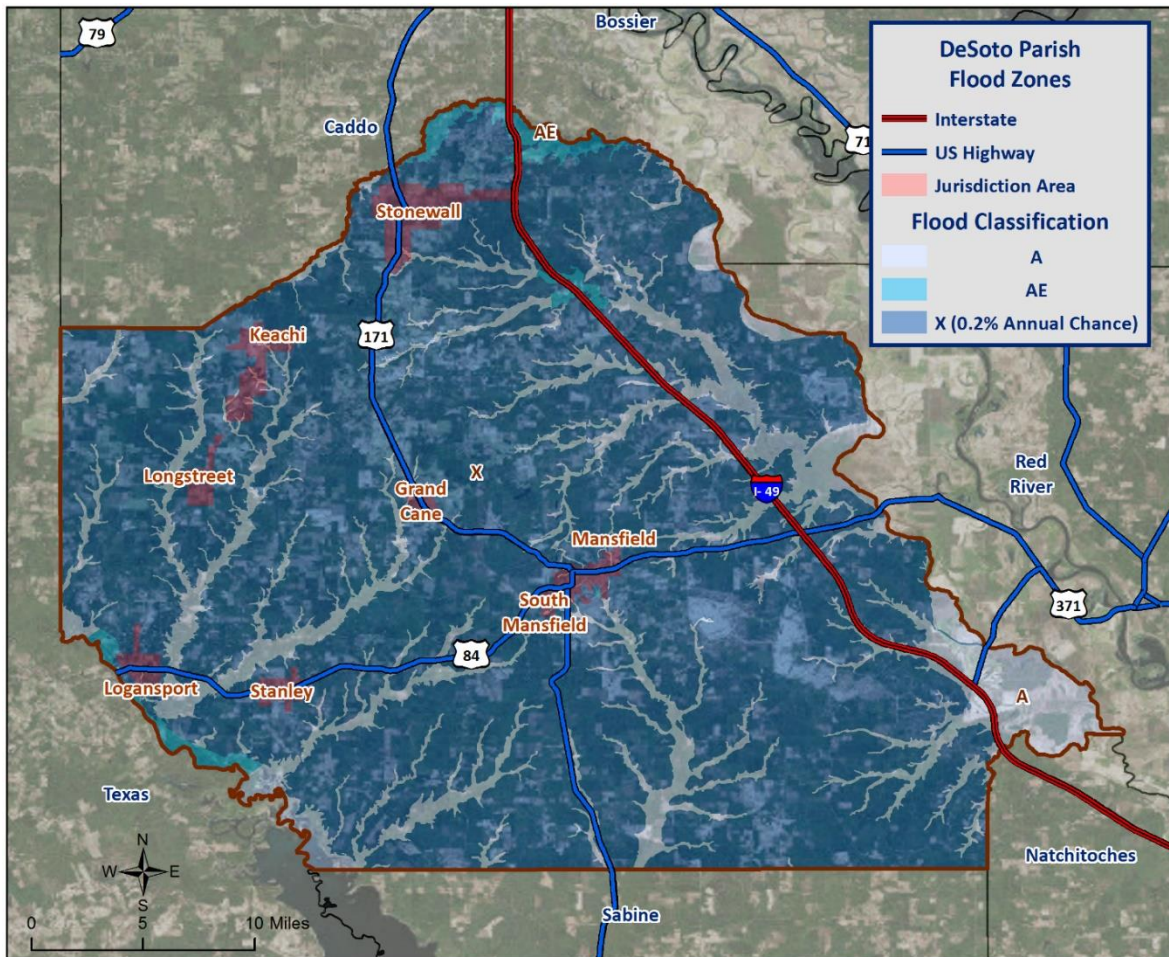 79
Bossier
DeSoto Parish
Flood Zones
Interstate
US Highway
Jurisdiction Area
Flood Classification
A
AE
X (0.2% Annual Chance)
71
Caddo
AE
Stonewall
Keachi
171
Longstreet
X
Grand
Cane
I-49
Red
River
Mansfield
South
Mansfield
371
84
Logansport
Stanley
A
Texas
N
W
E
S
Natchitoches
0
5
10 Miles
Sabine